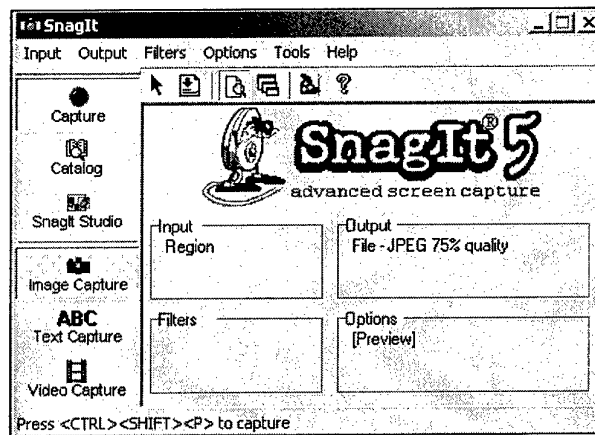 SnagIt
Input Output Filters Options Tools Help
Capture
Catalog
SnagIt Studio
Image Capture
ABC
Text Capture
Video Capture
SnagIt® 5
advanced screen capture
Input
Region
Output
File - JPEG 75% quality
Filters
Options
[Preview]
Press <CTRL><SHIFT><P> to capture